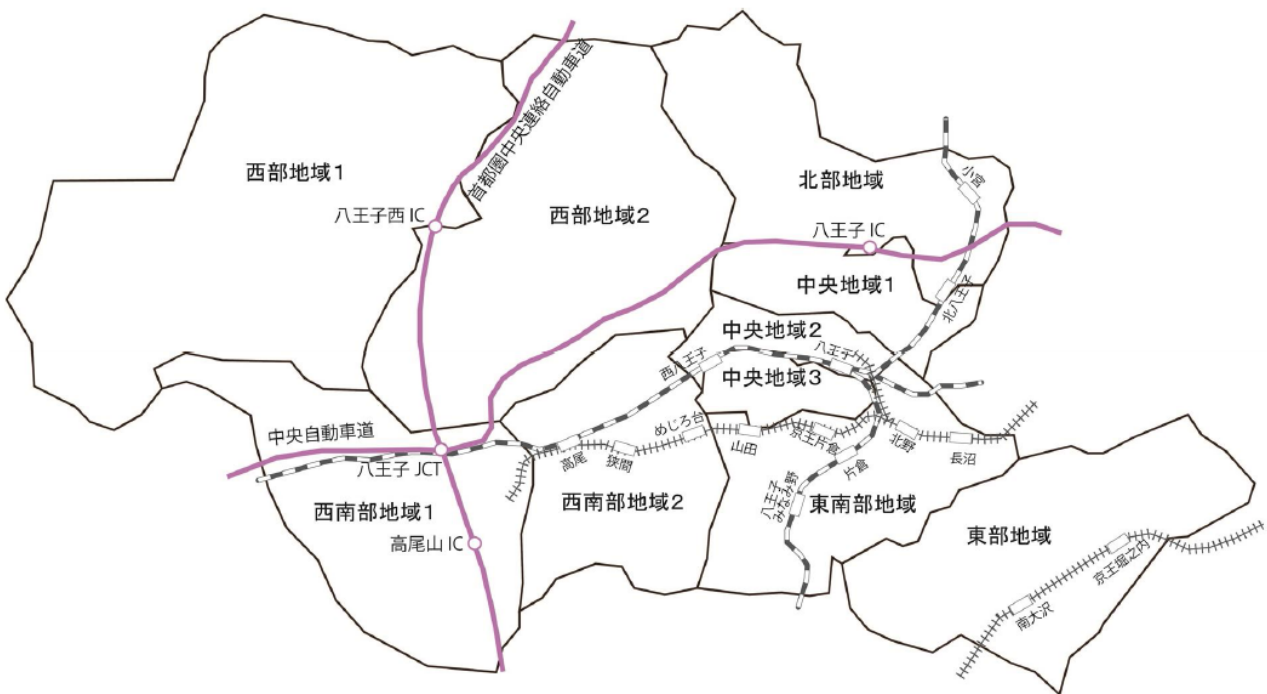 首都圏中央連絡自動車道
西部地域1
八王子西 IC
西部地域2
北部地域
小宮
八王子 IC
中央地域1
北八王子
中央地域2
八王子
西八王子
中央地域3
中央自動車道
八王子 JCT
高尾
狭間
めじろ台
山田
京王片倉
北野
長沼
片倉
八王子
みなみ野
西南部地域1
西南部地域2
東南部地域
高尾山 IC
東部地域
京王堀之内
南大沢